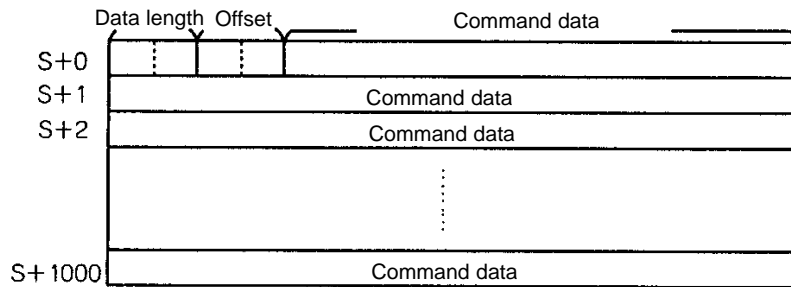 Data length Offset Command data
S+0
S+1 Command data
S+2 Command data
S+1000 Command data